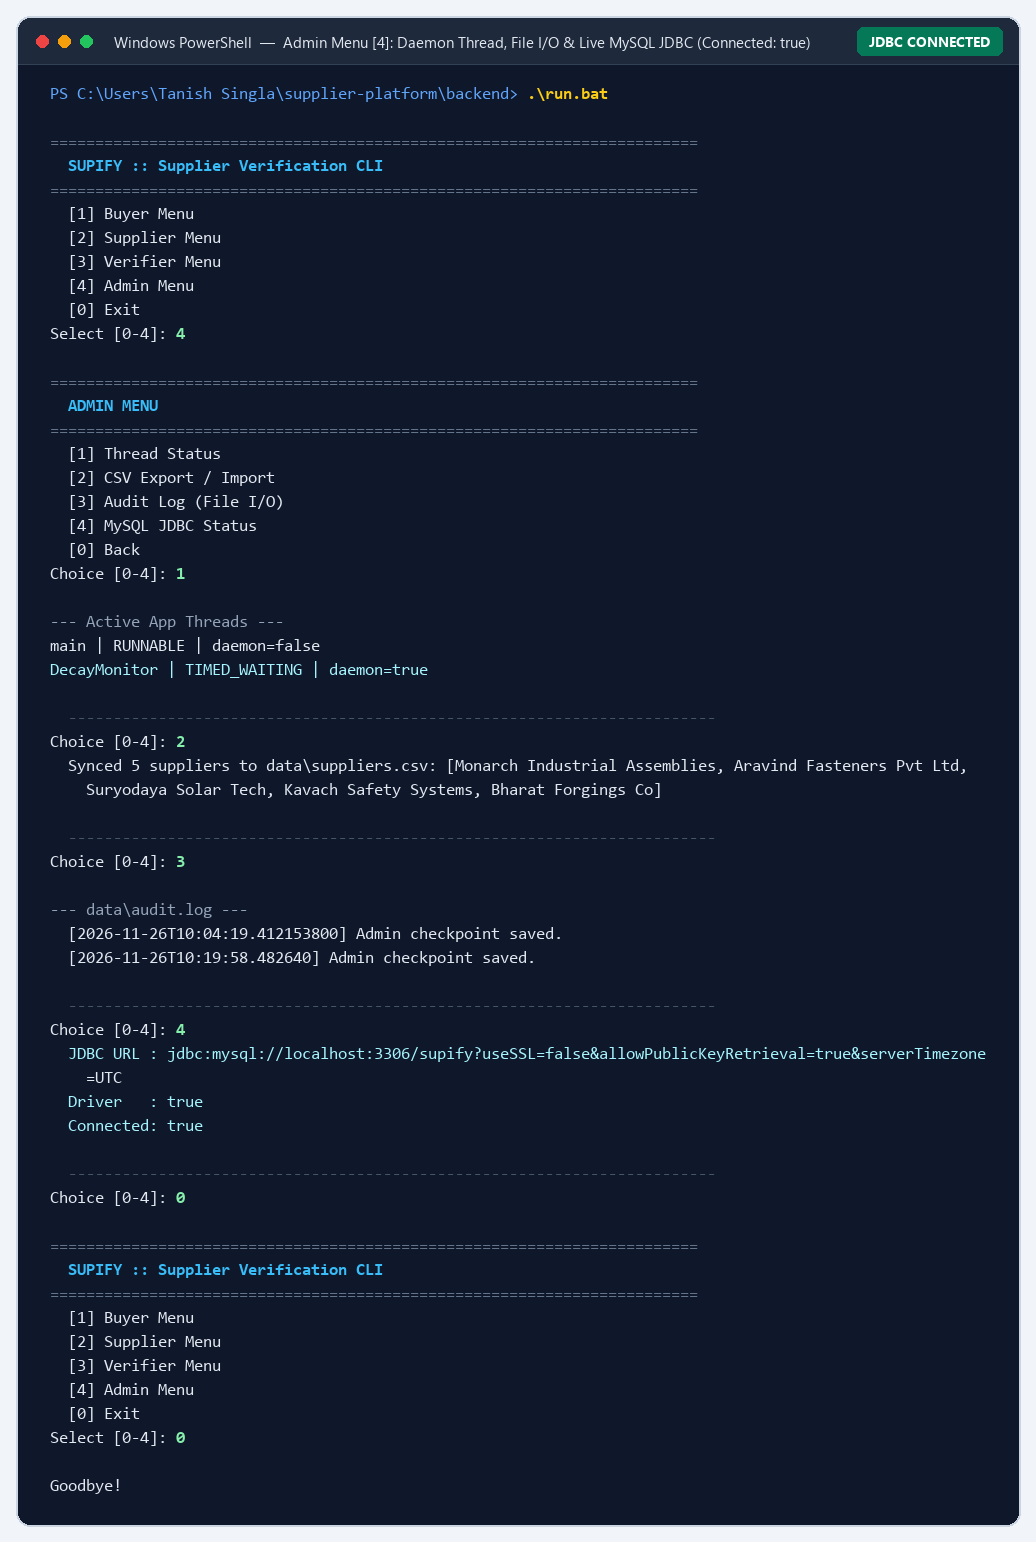 Windows PowerShell — Admin Menu [4]: Daemon Thread, File I/O & Live MySQL JDBC (Connected: true)
JDBC CONNECTED
PS C:\Users\Tanish Singla\supplier-platform\backend> .\run.bat
========================================================================
SUPIFY :: Supplier Verification CLI
========================================================================
[1] Buyer Menu
[2] Supplier Menu
[3] Verifier Menu
[4] Admin Menu
[0] Exit
Select [0-4]: 4
========================================================================
ADMIN MENU
========================================================================
[1] Thread Status
[2] CSV Export / Import
[3] Audit Log (File I/O)
[4] MySQL JDBC Status
[0] Back
Choice [0-4]: 1
--- Active App Threads ---
main | RUNNABLE | daemon=false
DecayMonitor | TIMED_WAITING | daemon=true
------------------------------------------------------------------------
Choice [0-4]: 2
Synced 5 suppliers to data\suppliers.csv: [Monarch Industrial Assemblies, Aravind Fasteners Pvt Ltd,
Suryodaya Solar Tech, Kavach Safety Systems, Bharat Forgings Co]
------------------------------------------------------------------------
Choice [0-4]: 3
--- data\audit.log ---
[2026-11-26T10:04:19.412153800] Admin checkpoint saved.
[2026-11-26T10:19:58.482640] Admin checkpoint saved.
------------------------------------------------------------------------
Choice [0-4]: 4
JDBC URL : jdbc:mysql://localhost:3306/supify?useSSL=false&allowPublicKeyRetrieval=true&serverTimezone
=UTC
Driver   : true
Connected: true
------------------------------------------------------------------------
Choice [0-4]: 0
========================================================================
SUPIFY :: Supplier Verification CLI
========================================================================
[1] Buyer Menu
[2] Supplier Menu
[3] Verifier Menu
[4] Admin Menu
[0] Exit
Select [0-4]: 0
Goodbye!